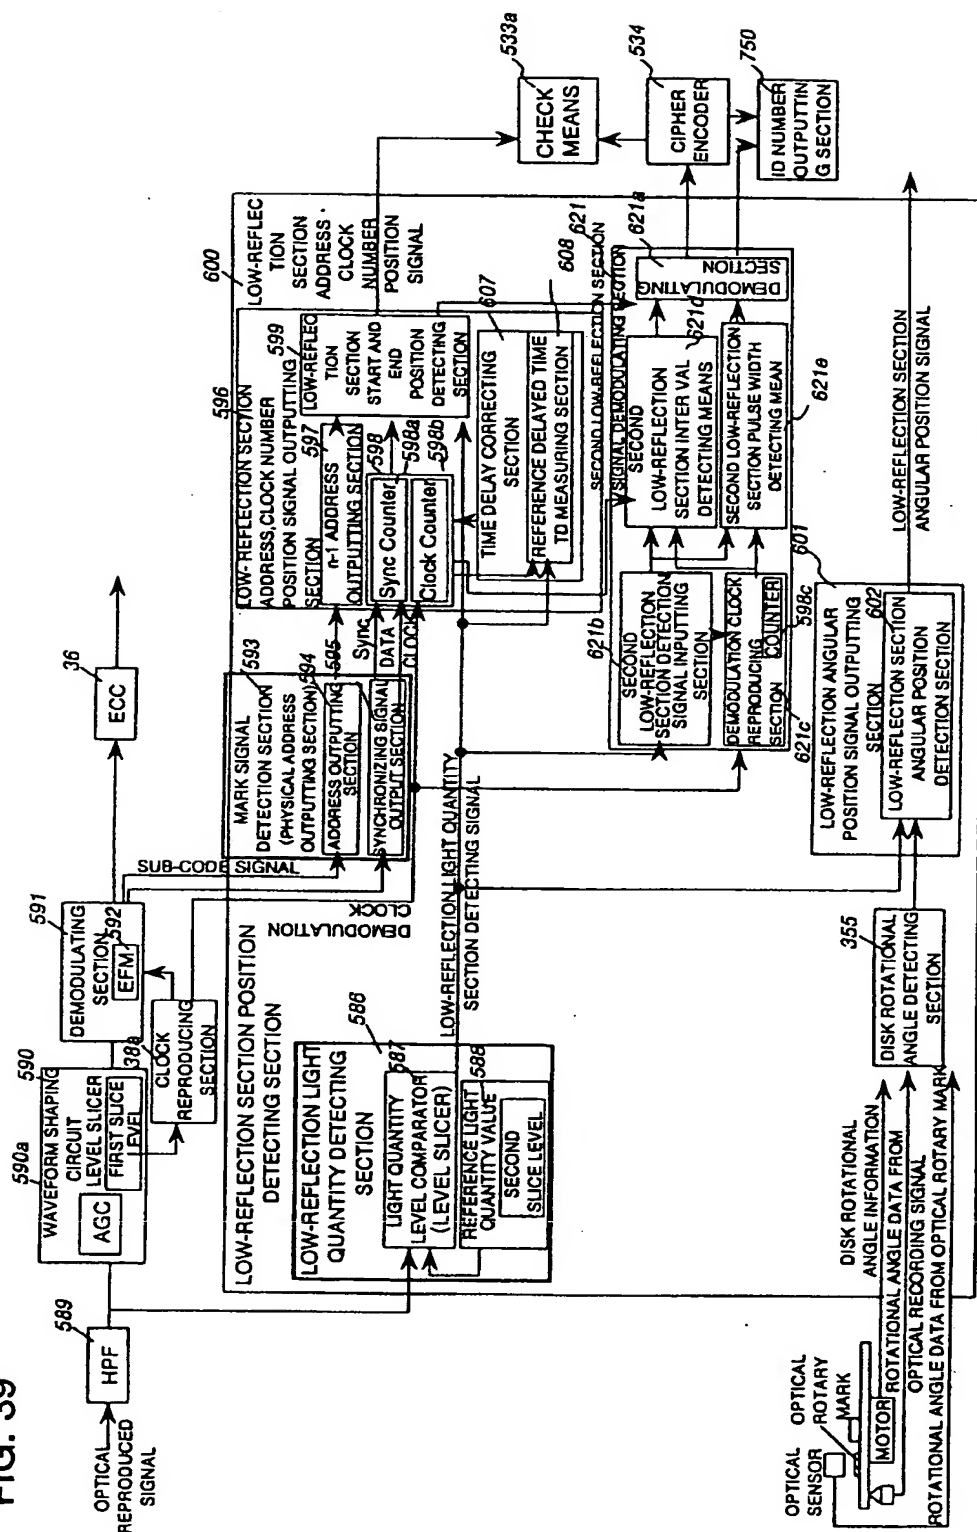 FIG. 39
OPTICAL
REPRODUCED
SIGNAL
589
HPF
590a
590
WAVEFORM SHAPING
CIRCUIT
LEVEL SLICER
FIRST SLICE
LEVEL
AGC
38a
CLOCK
REPRODUCING
SECTION
591
DEMODULATING
SECTION
592
EFM
36
ECC
SUB-CODE SIGNAL
DEMODULATION
CLOCK
LOW-REFLECTION SECTION POSITION
DETECTING SECTION
586
LOW-REFLECTION LIGHT
QUANTITY DETECTING
SECTION
587
LIGHT QUANTITY
LEVEL COMPARATOR
(LEVEL SLICER)
588
REFERENCE LIGHT
QUANTITY VALUE
SECOND
SLICE LEVEL
LOW-REFLECTION LIGHT QUANTITY
SECTION DETECTING SIGNAL
593
MARK SIGNAL
DETECTION SECTION
(PHYSICAL ADDRESS
OUTPUTTING SECTION)
594
595
ADDRESS OUTPUTTING
SECTION
SYNCHRONIZING SIGNAL
OUTPUT SECTION
Sync
DATA
CLOCK
596
LOW- REFLECTION SECTION
ADDRESS,CLOCK NUMBER
POSITION SIGNAL OUTPUTTING
SECTION
597
n-1 ADDRESS
OUTPUTTING SECTION
598
598a
Sync Counter
598b
Clock Counter
599
LOW-REFLEC
TION
SECTION
START AND
END
POSITION
DETECTING
SECTION
600
LOW-REFLEC
TION
SECTION
ADDRESS
CLOCK
NUMBER
POSITION
SIGNAL
607
TIME DELAY CORRECTING
SECTION
608
REFERENCE DELAYED TIME
TD MEASURING SECTION
621
SECOND LOW-REFLECTION SECTION
SIGNAL DEMODULATING SECTION
621a
DEMODULATING
SECTION
621b
SECOND
LOW-REFLECTION
SECTION DETECTION
SIGNAL INPUTTING
SECTION
621c
DEMODULATION CLOCK
REPRODUCING
SECTION
COUNTER
598c
621d
SECOND
LOW-REFLECTION
SECTION INTER VAL
DETECTING MEANS
621e
SECOND LOW-REFLECTION
SECTION PULSE WIDTH
DETECTING MEAN
533a
CHECK
MEANS
534
CIPHER
ENCODER
750
ID NUMBER
OUTPUTTIN
G SECTION
601
LOW-REFLECTION ANGULAR
POSITION SIGNAL OUTPUTTING
SECTION
602
LOW-REFLECTION SECTION
ANGULAR POSITION
DETECTION SECTION
LOW-REFLECTION SECTION
ANGULAR POSITION SIGNAL
355
DISK ROTATIONAL
ANGLE DETECTING
SECTION
DISK ROTATIONAL
ANGLE INFORMATION
ROTATIONAL ANGLE DATA FROM
OPTICAL RECORDING SIGNAL
ROTATIONAL ANGLE DATA FROM OPTICAL ROTARY MARK
OPTICAL
SENSOR
OPTICAL
ROTARY
MARK
MOTOR